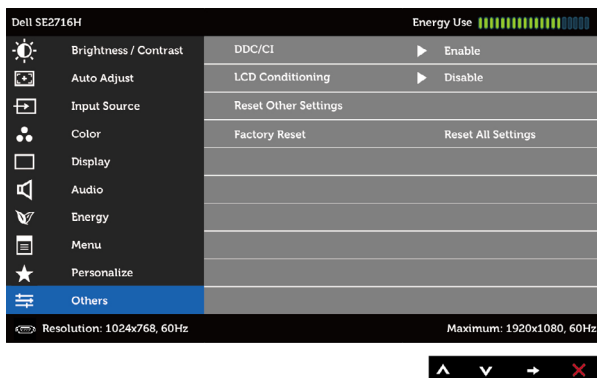 Dell SE2716H Energy Use
Brightness / Contrast DDC/CI Enable
Auto Adjust LCD Conditioning Disable
Input Source Reset Other Settings
Color Factory Reset Reset All Settings
Display
Audio
Energy
Menu
Personalize
Others
Resolution: 1024x768, 60Hz Maximum: 1920x1080, 60Hz